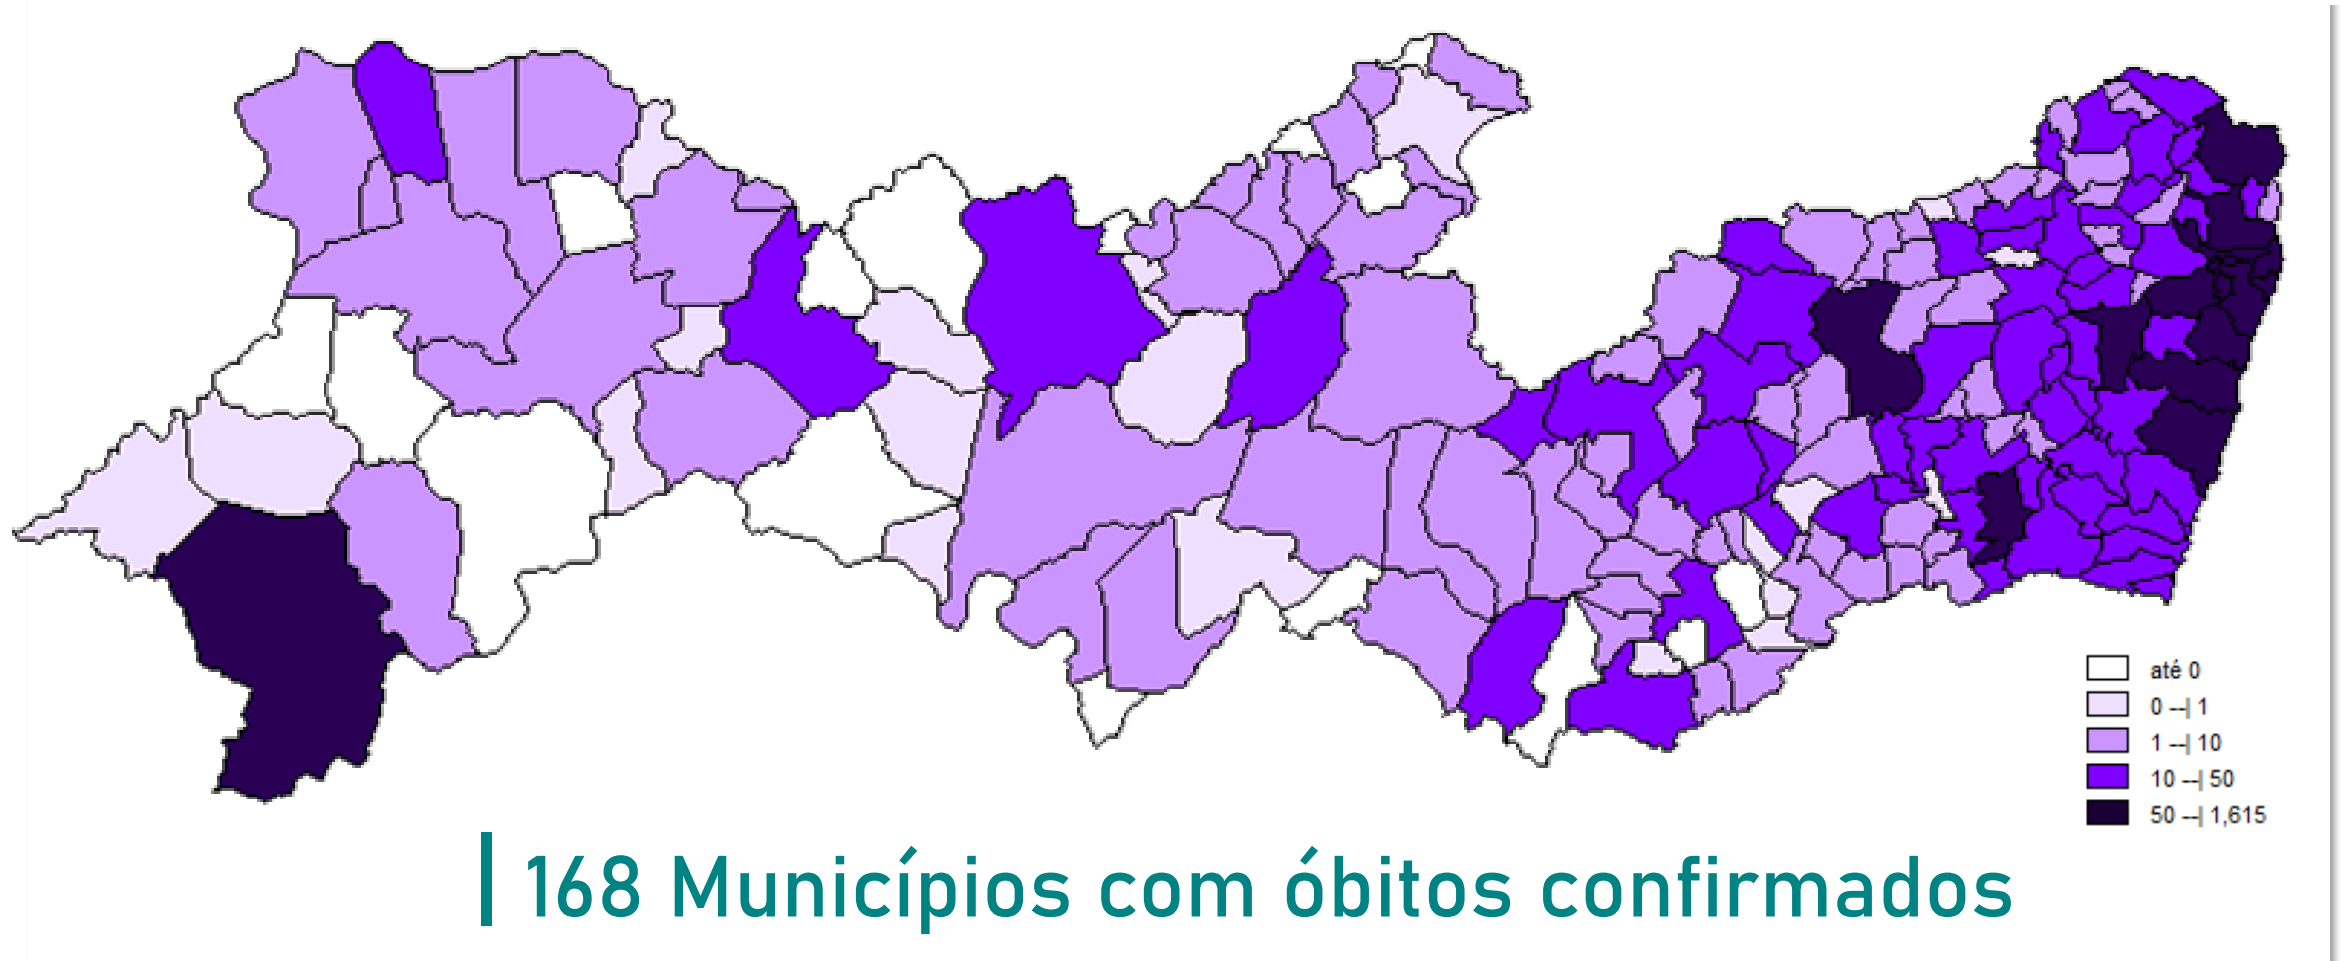 até 0
0 --| 1
1 --| 10
10 --| 50
50 --| 1,615
168 Municípios com óbitos confirmados